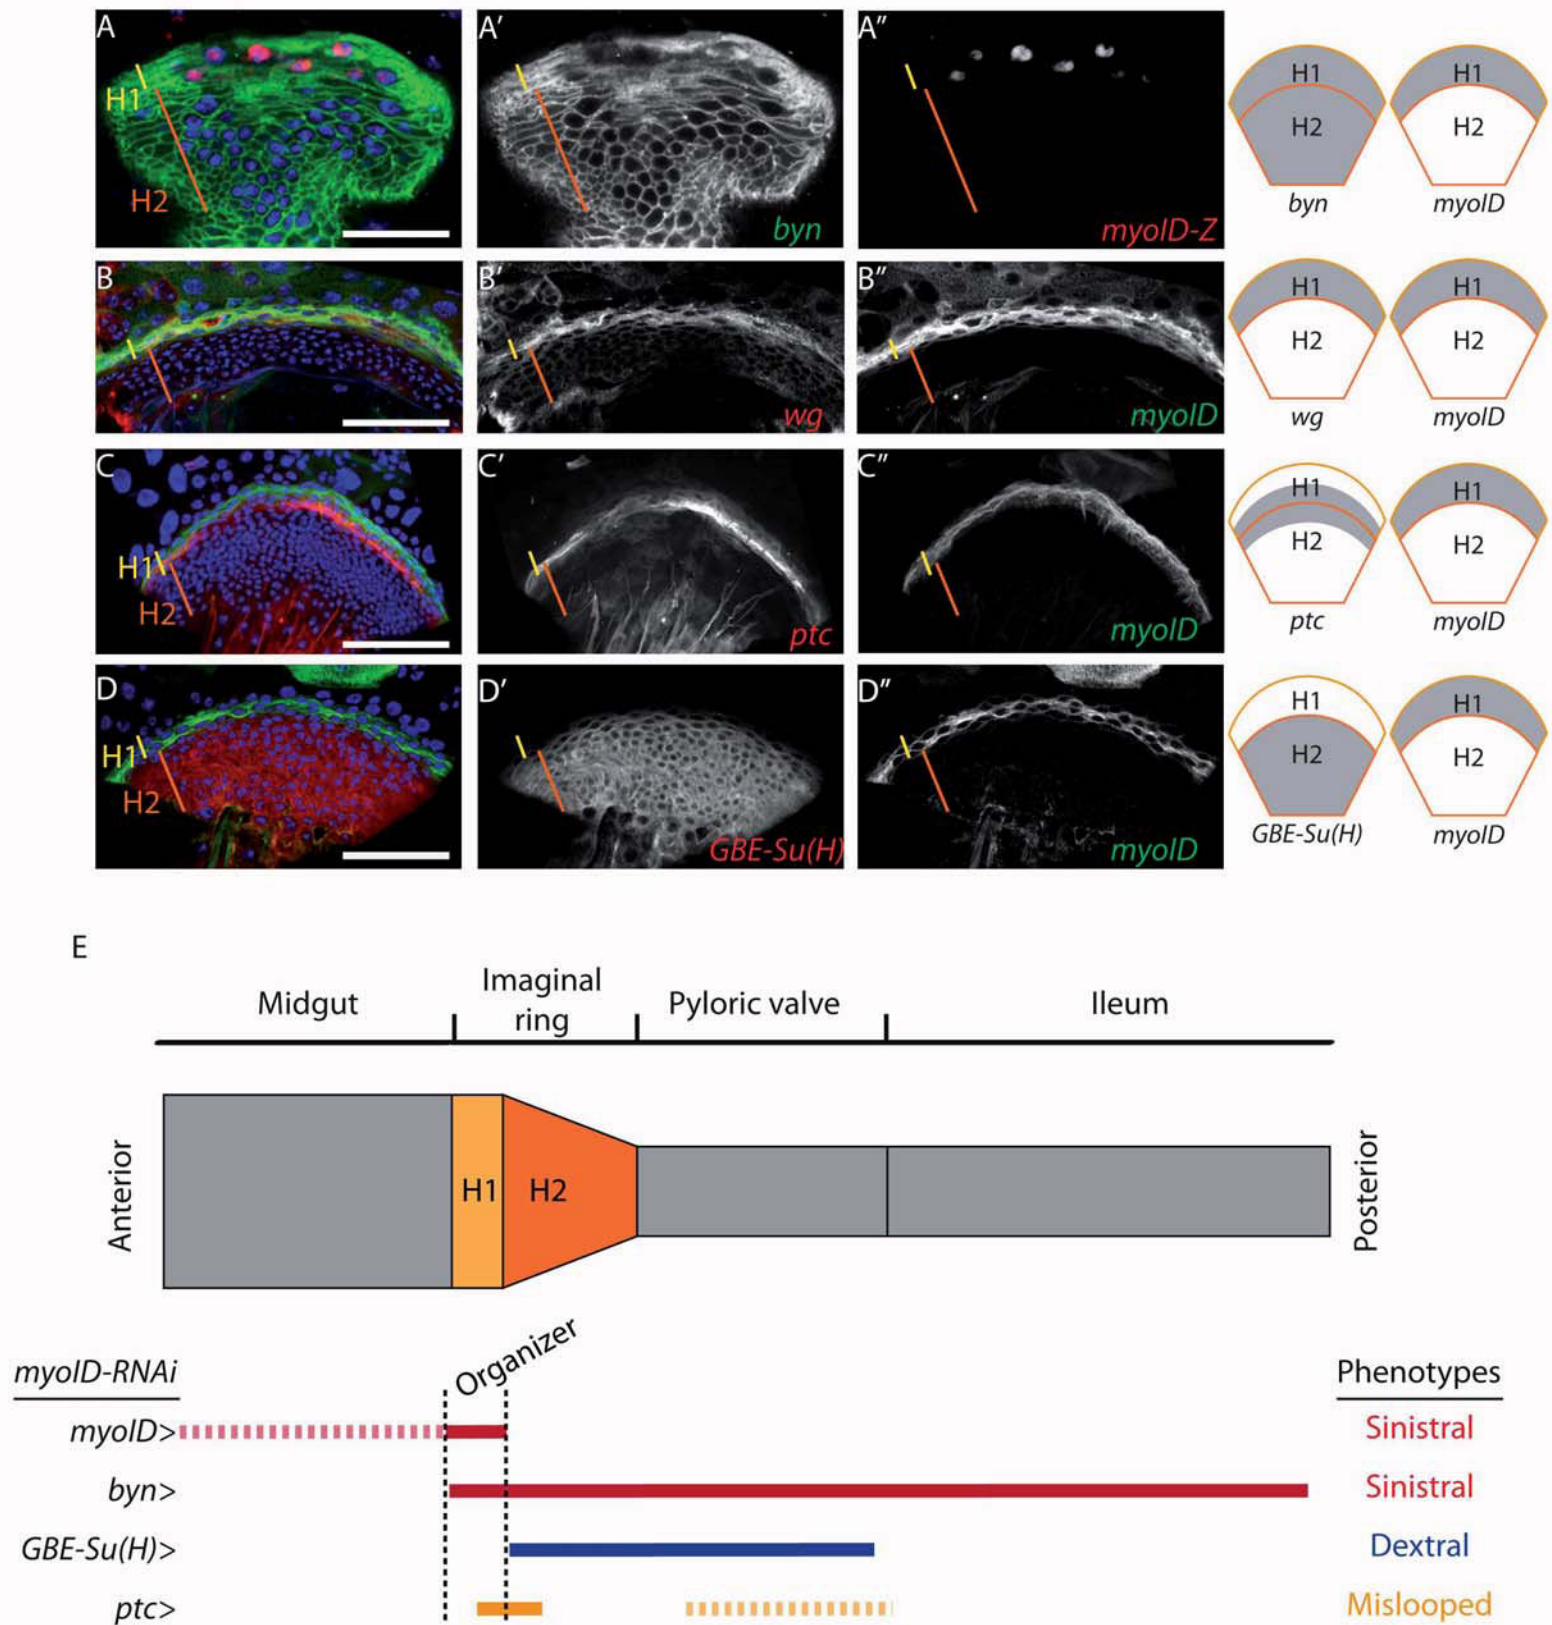 A
H1
H2
A'
byn
A"
myoID-Z
H1
H2
byn
H1
H2
myoID
B
B'
wg
B"
myoID
H1
H2
wg
H1
H2
myoID
C
H1
H2
C'
ptc
C"
myoID
H1
H2
ptc
H1
H2
myoID
D
H1
H2
D'
GBE-Su(H)
D"
myoID
H1
H2
GBE-Su(H)
H1
H2
myoID
E
Midgut
Imaginal
ring
Pyloric valve
Ileum
Anterior
H1
H2
Posterior
Organizer
myoID-RNAi
Phenotypes
myoID>
Sinistral
byn>
Sinistral
GBE-Su(H)>
Dextral
ptc>
Mislooped